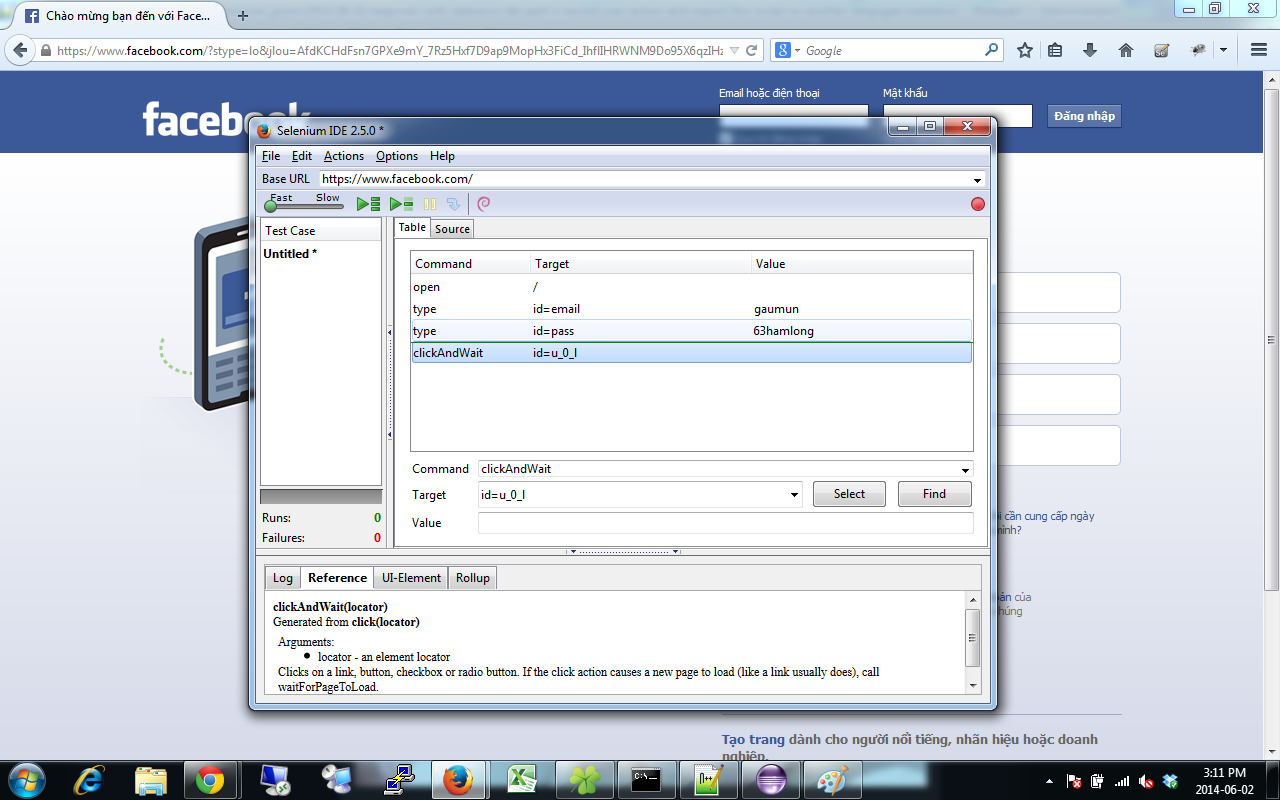 Chào mừng bạn đến với Face...
https://www.facebook.com/?stype=lo&jlou=AfdKCHdFsn7GPXe9mY_7Rz5Hxf7D9ap9MopHx3FiCd_IhfIIHRWNM9Do95X6qzIHz
Google
Email hoặc điện thoại Mật khẩu
facebook
Đăng nhập
Selenium IDE 2.5.0 *
File Edit Actions Options Help
Base URL https://www.facebook.com/
Fast Slow
Test Case
Table Source
Untitled *
Command Target Value
open /
type id=email gaumun
type id=pass 63hamlong
clickAndWait id=u_0_l
Command clickAndWait
Target id=u_0_l Select Find
Value
Runs: 0
Failures: 0
cần cung cấp ngày
mình?
Log Reference UI-Element Rollup
clickAndWait(locator)
Generated from click(locator)
Arguments:
locator - an element locator
Clicks on a link, button, checkbox or radio button. If the click action causes a new page to load (like a link usually does), call
waitForPageToLoad.
của
Tạo trang dành cho người nổi tiếng, nhãn hiệu hoặc doanh
nghiệp.
3:11 PM
2014-06-02